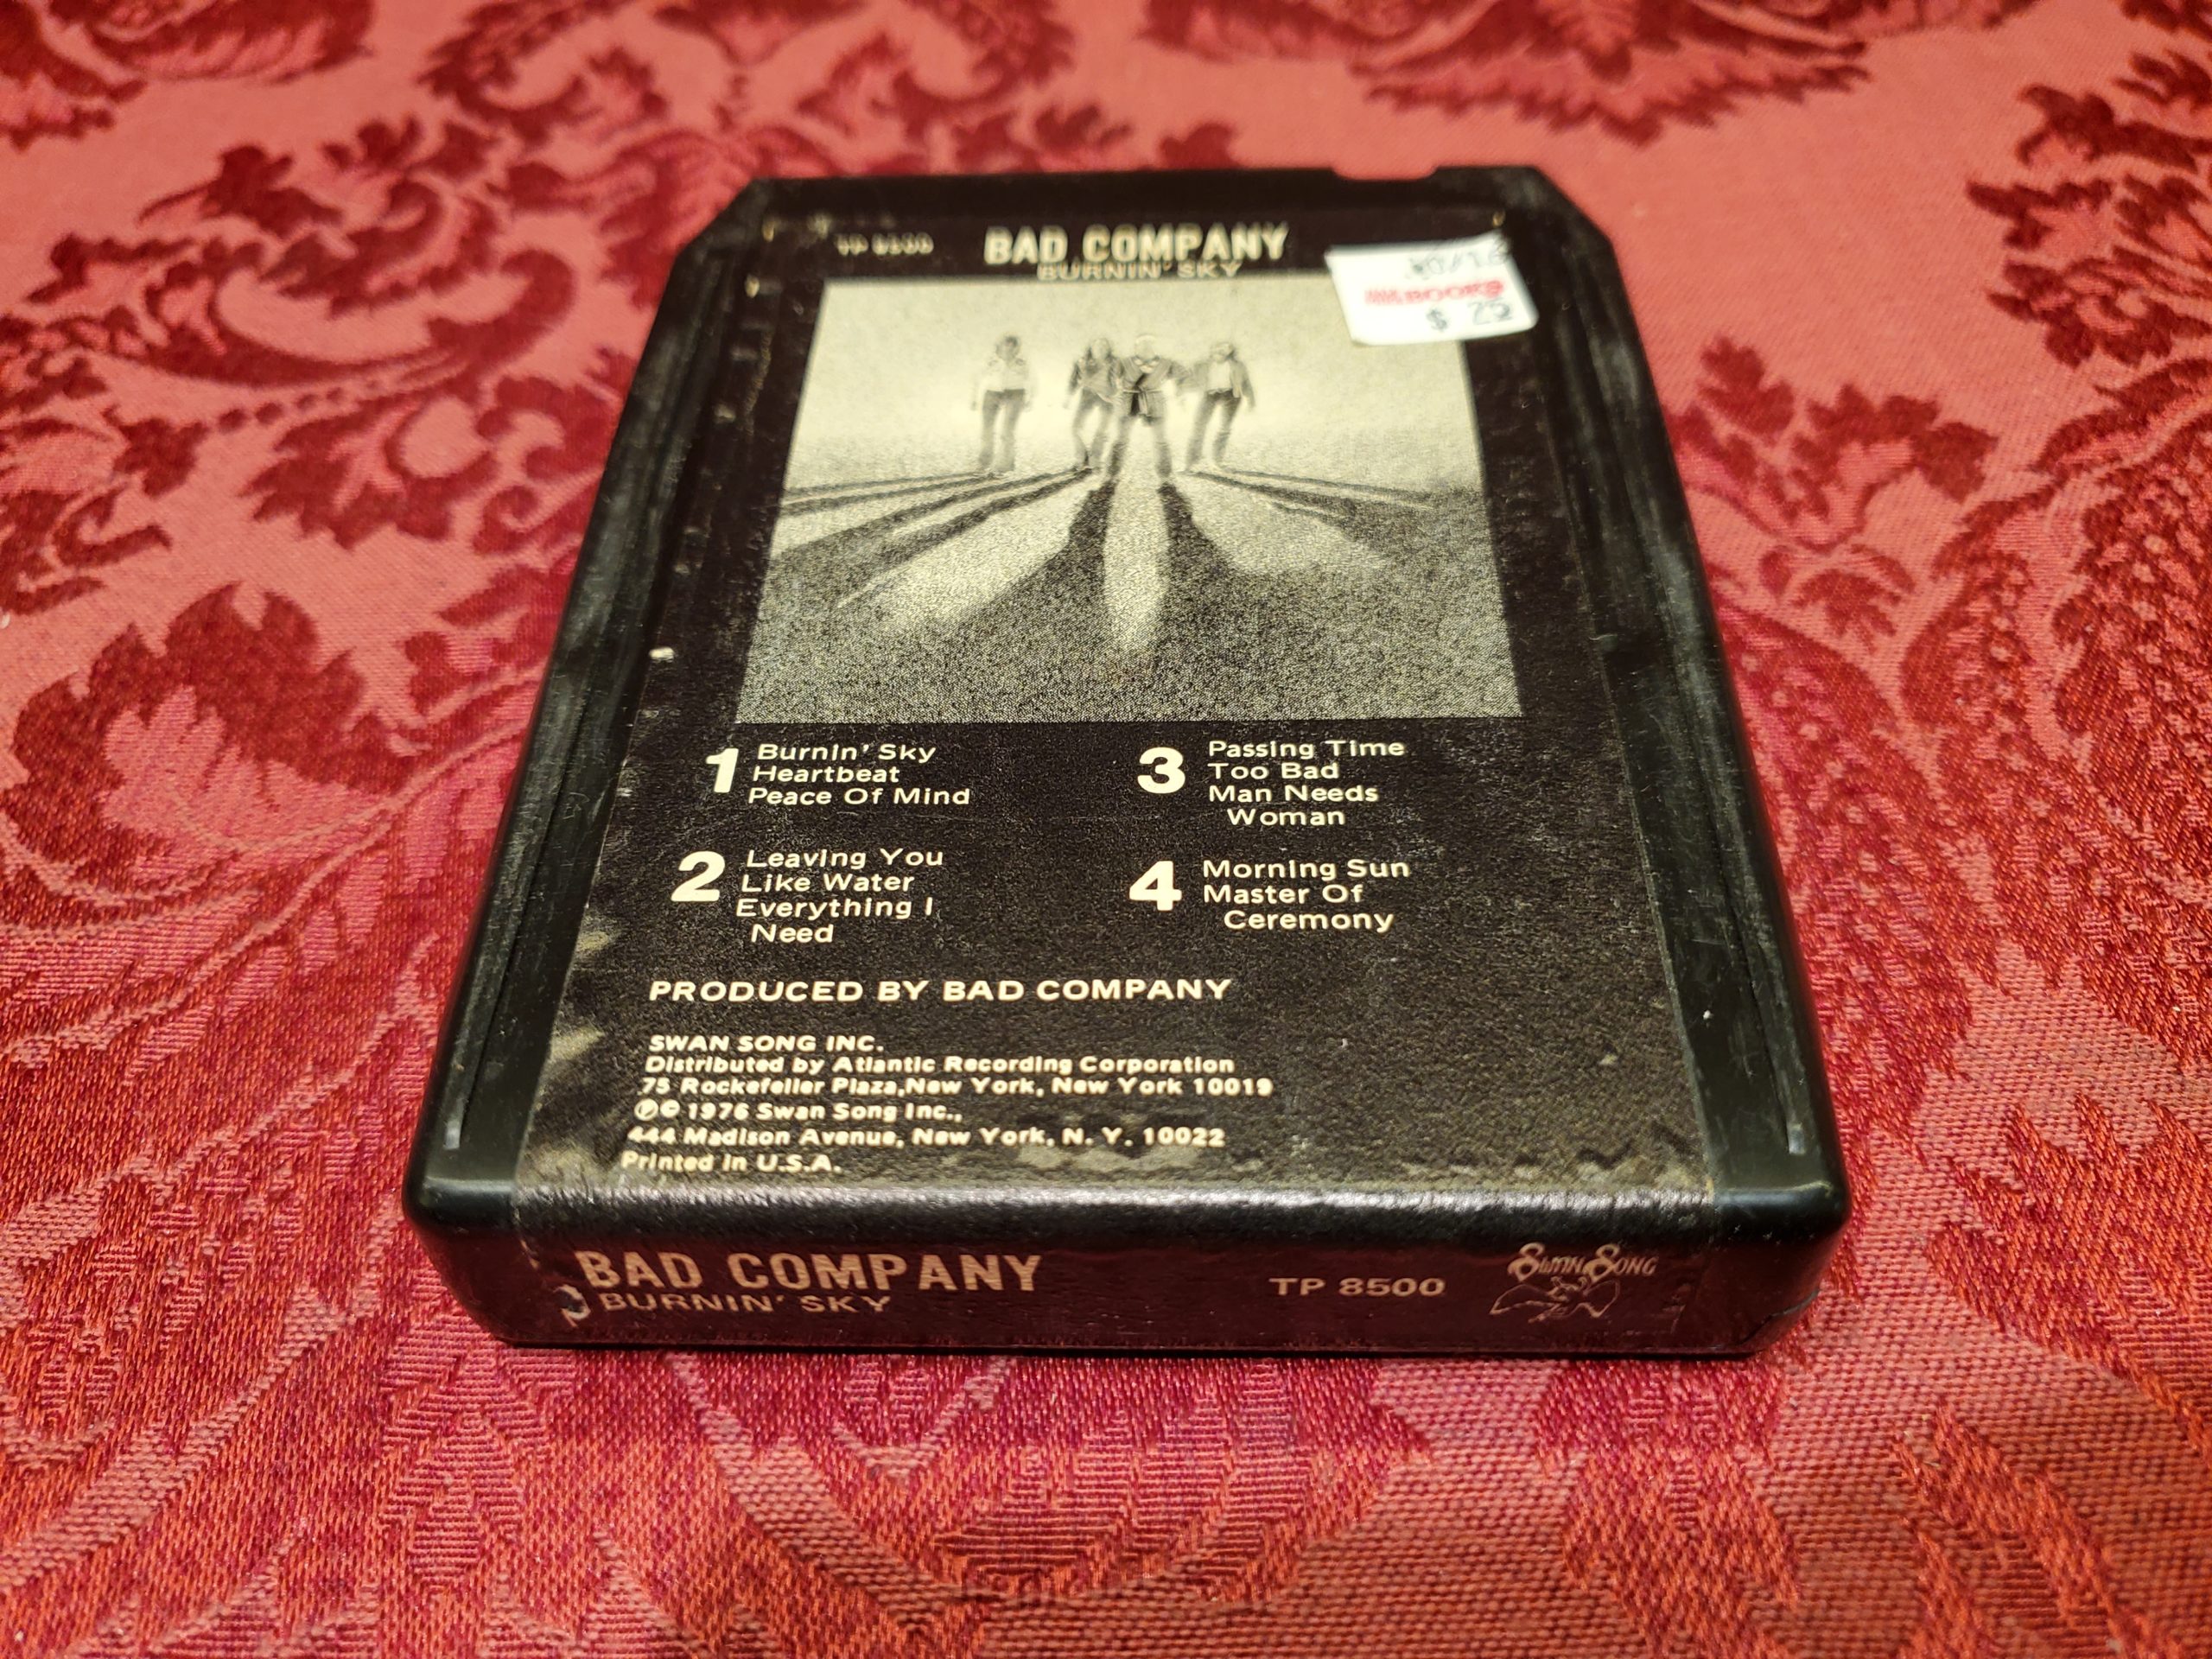 TP 8500
BAD COMPANY
BURNIN' SKY
$ 25
1
Burnin' Sky
Heartbeat
Peace Of Mind
2
Leaving You
Like Water
Everything I
Need
3
Passing Time
Too Bad
Man Needs
Woman
4
Morning Sun
Master Of
Ceremony
PRODUCED BY BAD COMPANY
SWAN SONG INC.
Distributed by Atlantic Recording Corporation
75 Rockefeller Plaza, New York, New York 10019
℗© 1976 Swan Song Inc.,
444 Madison Avenue, New York, N. Y. 10022
Printed in U.S.A.
BAD COMPANY
BURNIN' SKY
TP 8500
Swan Song